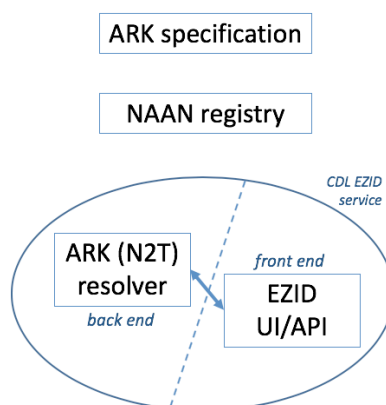 ARK specification
NAAN registry
CDL EZID
service
ARK (N2T)
resolver
back end
front end
EZID
UI/API